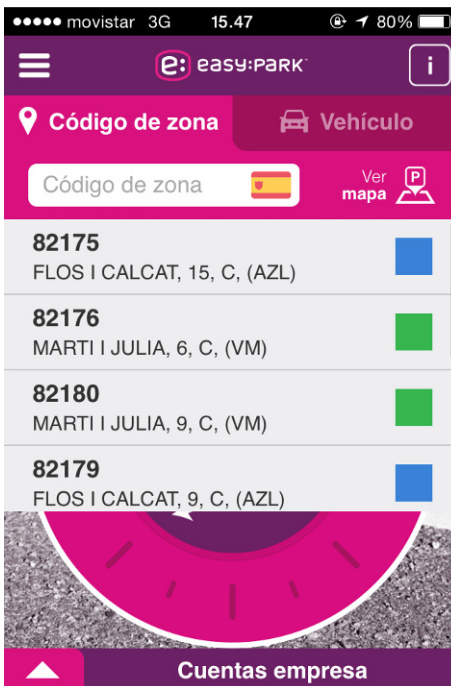 movistar 3G 15.47 80%
e: easy:PARK i
Código de zona Vehículo
Código de zona Ver
mapa P
82175
FLOS I CALCAT, 15, C, (AZL)
82176
MARTI I JULIA, 6, C, (VM)
82180
MARTI I JULIA, 9, C, (VM)
82179
FLOS I CALCAT, 9, C, (AZL)
Cuentas empresa